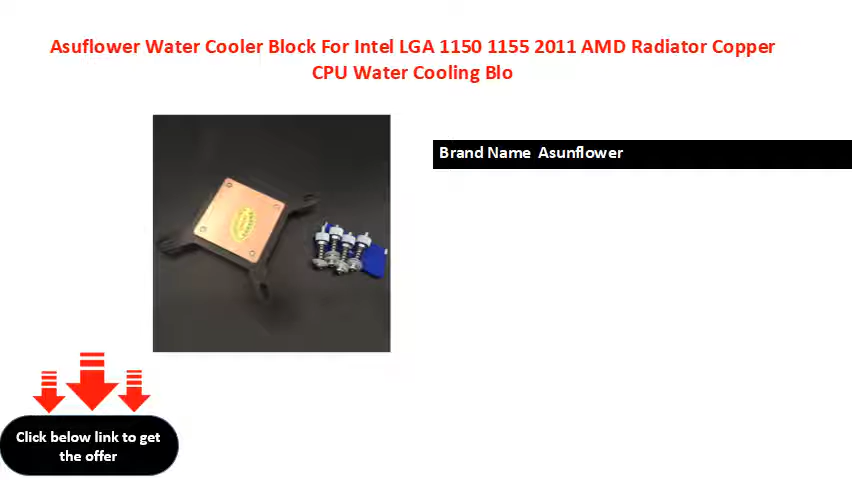 Asuflower Water Cooler Block For Intel LGA 1150 1155 2011 AMD Radiator Copper
CPU Water Cooling Blo
Brand Name Asunflower
Click below link to get
the offer